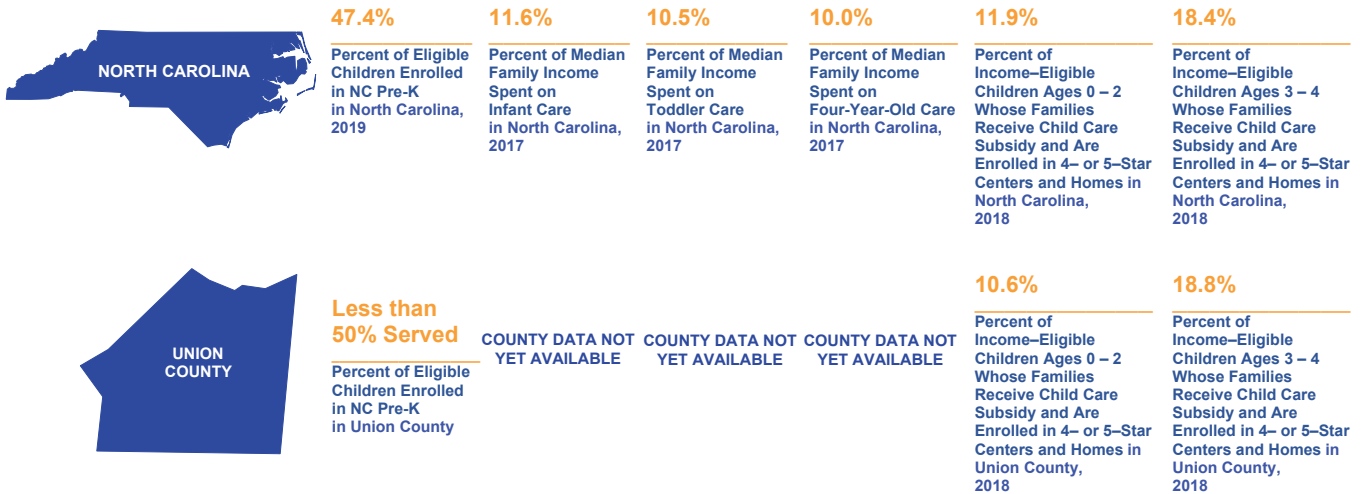 NORTH CAROLINA
47.4%
Percent of Eligible
Children Enrolled
in NC Pre-K
in North Carolina,
2019
11.6%
Percent of Median
Family Income
Spent on
Infant Care
in North Carolina,
2017
10.5%
Percent of Median
Family Income
Spent on
Toddler Care
in North Carolina,
2017
10.0%
Percent of Median
Family Income
Spent on
Four-Year-Old Care
in North Carolina,
2017
11.9%
Percent of
Income–Eligible
Children Ages 0 – 2
Whose Families
Receive Child Care
Subsidy and Are
Enrolled in 4– or 5–Star
Centers and Homes in
North Carolina,
2018
18.4%
Percent of
Income–Eligible
Children Ages 3 – 4
Whose Families
Receive Child Care
Subsidy and Are
Enrolled in 4– or 5–Star
Centers and Homes in
North Carolina,
2018
UNION
COUNTY
Less than
50% Served
Percent of Eligible
Children Enrolled
in NC Pre-K
in Union County
COUNTY DATA NOT
YET AVAILABLE
COUNTY DATA NOT
YET AVAILABLE
COUNTY DATA NOT
YET AVAILABLE
10.6%
Percent of
Income–Eligible
Children Ages 0 – 2
Whose Families
Receive Child Care
Subsidy and Are
Enrolled in 4– or 5–Star
Centers and Homes in
Union County,
2018
18.8%
Percent of
Income–Eligible
Children Ages 3 – 4
Whose Families
Receive Child Care
Subsidy and Are
Enrolled in 4– or 5–Star
Centers and Homes in
Union County,
2018